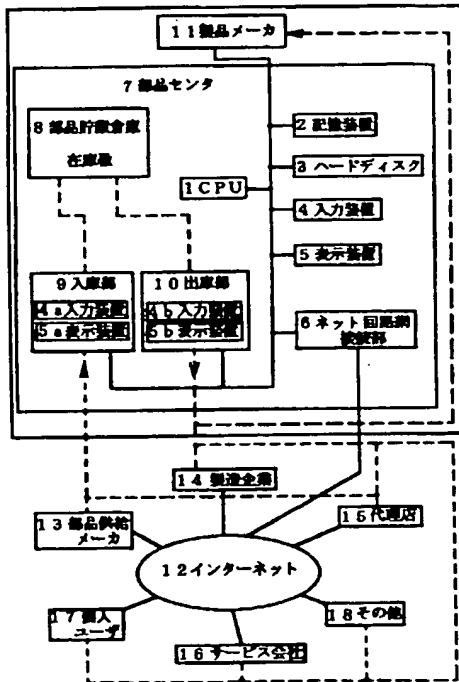 11製品メーカ
7部品センタ
8部品貯蔵倉庫
在庫数
2記憶装置
3ハードディスク
1CPU
4入力装置
5表示装置
9入庫部
4a入力装置
5a表示装置
10出庫部
4b入力装置
5b表示装置
6ネット回路網
接続部
14製造企業
13部品供給
メーカ
15代理店
12インターネット
17個人
ユーザ
18その他
16サービス会社